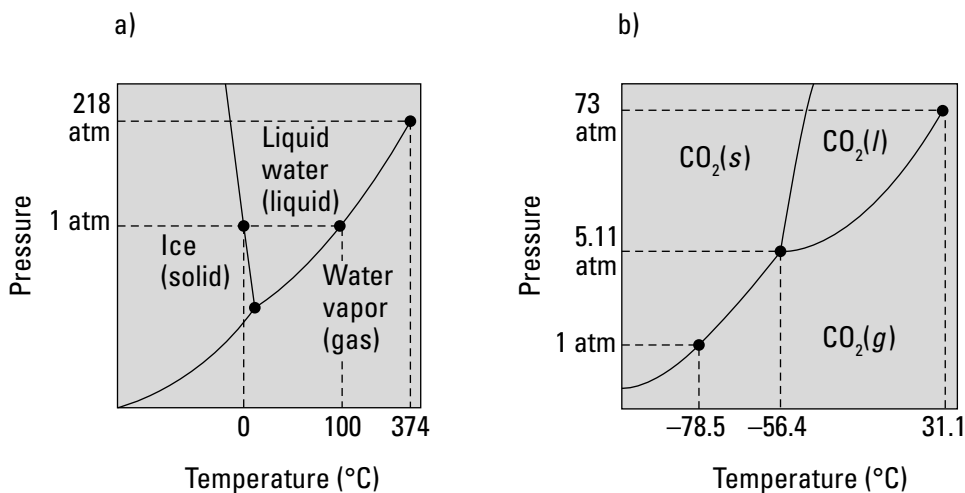 a)
218
atm
1 atm
Pressure
Liquid
water
(liquid)
Ice
(solid)
Water
vapor
(gas)
0 100 374
Temperature (°C)
b)
73
atm
5.11
atm
1 atm
Pressure
CO₂(s)
CO₂(l)
CO₂(g)
–78.5 –56.4 31.1
Temperature (°C)